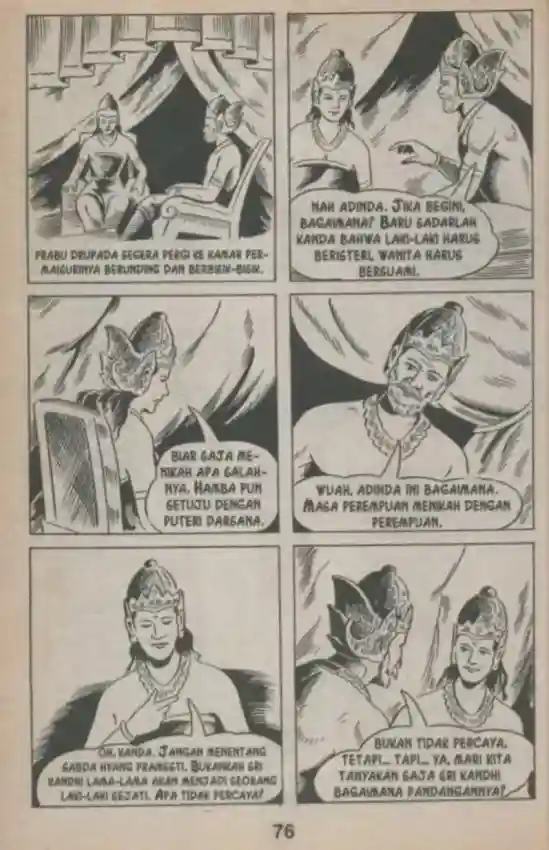 PRABU DRUPADA SEGERA PERGI KE KAMAR PER-
MAISURINYA BERUNDING DAN BERBISIK-BISIK.
NAH ADINDA. JIKA BEGINI,
BAGAIMANA? BARU SADARLAH
KANDA BAHWA LAKI-LAKI HARUS
BERISTERI, WANITA HARUS
BERSUAMI.
BIAR SAJA ME-
NIKAH APA SALAH-
NYA. HAMBA PUN
SETUJU DENGAN
PUTERI DARSANA.
WUAH, ADINDA INI BAGAIMANA.
MASA PEREMPUAN MENIKAH DENGAN
PEREMPUAN.
OH, KANDA. JANGAN MENENTANG
SABDA HYANG PRAMESTI. BUKANKAH SRI
KANDHI LAMA-LAMA AKAN MENJADI SEORANG
LAKI-LAKI SEJATI. APA TIDAK PERCAYA?
BUKAN TIDAK PERCAYA,
TETAPI... TAPI... YA, MARI KITA
TANYAKAN SAJA SRI KANDHI
BAGAIMANA PANDANGANNYA?
76